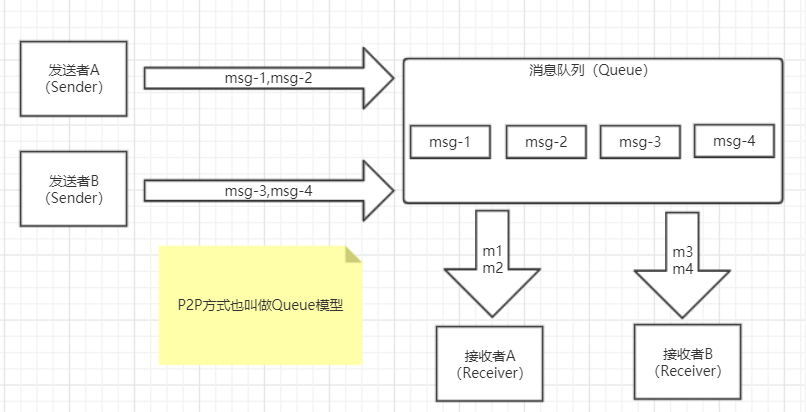 发送者A
（Sender）
msg-1,msg-2
消息队列（Queue）
msg-1
msg-2
msg-3
msg-4
发送者B
（Sender）
msg-3,msg-4
m1
m2
m3
m4
P2P方式也叫做Queue模型
接收者A
（Receiver）
接收者B
（Receiver）